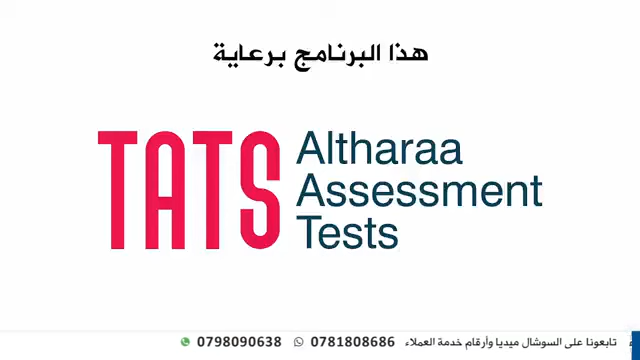 هذا البرنامج برعاية
TATS
Altharaa
Assessment
Tests
تابعونا على السوشال ميديا وأرقام خدمة العملاء 0781808686 0798090638